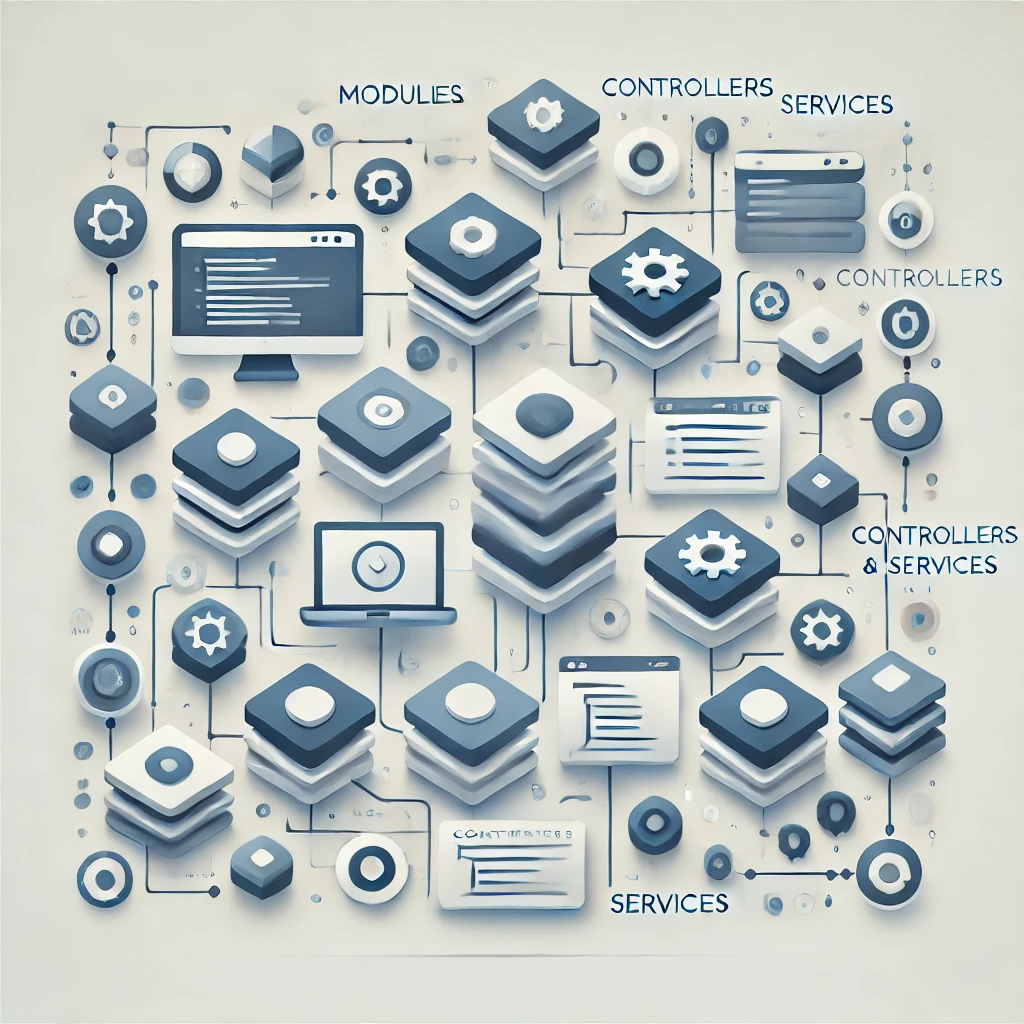 MODULIES
CONTROLLERS
SERVICES
CONTROLLERS
CONTROLLERS
& SERVICES
SERVICES